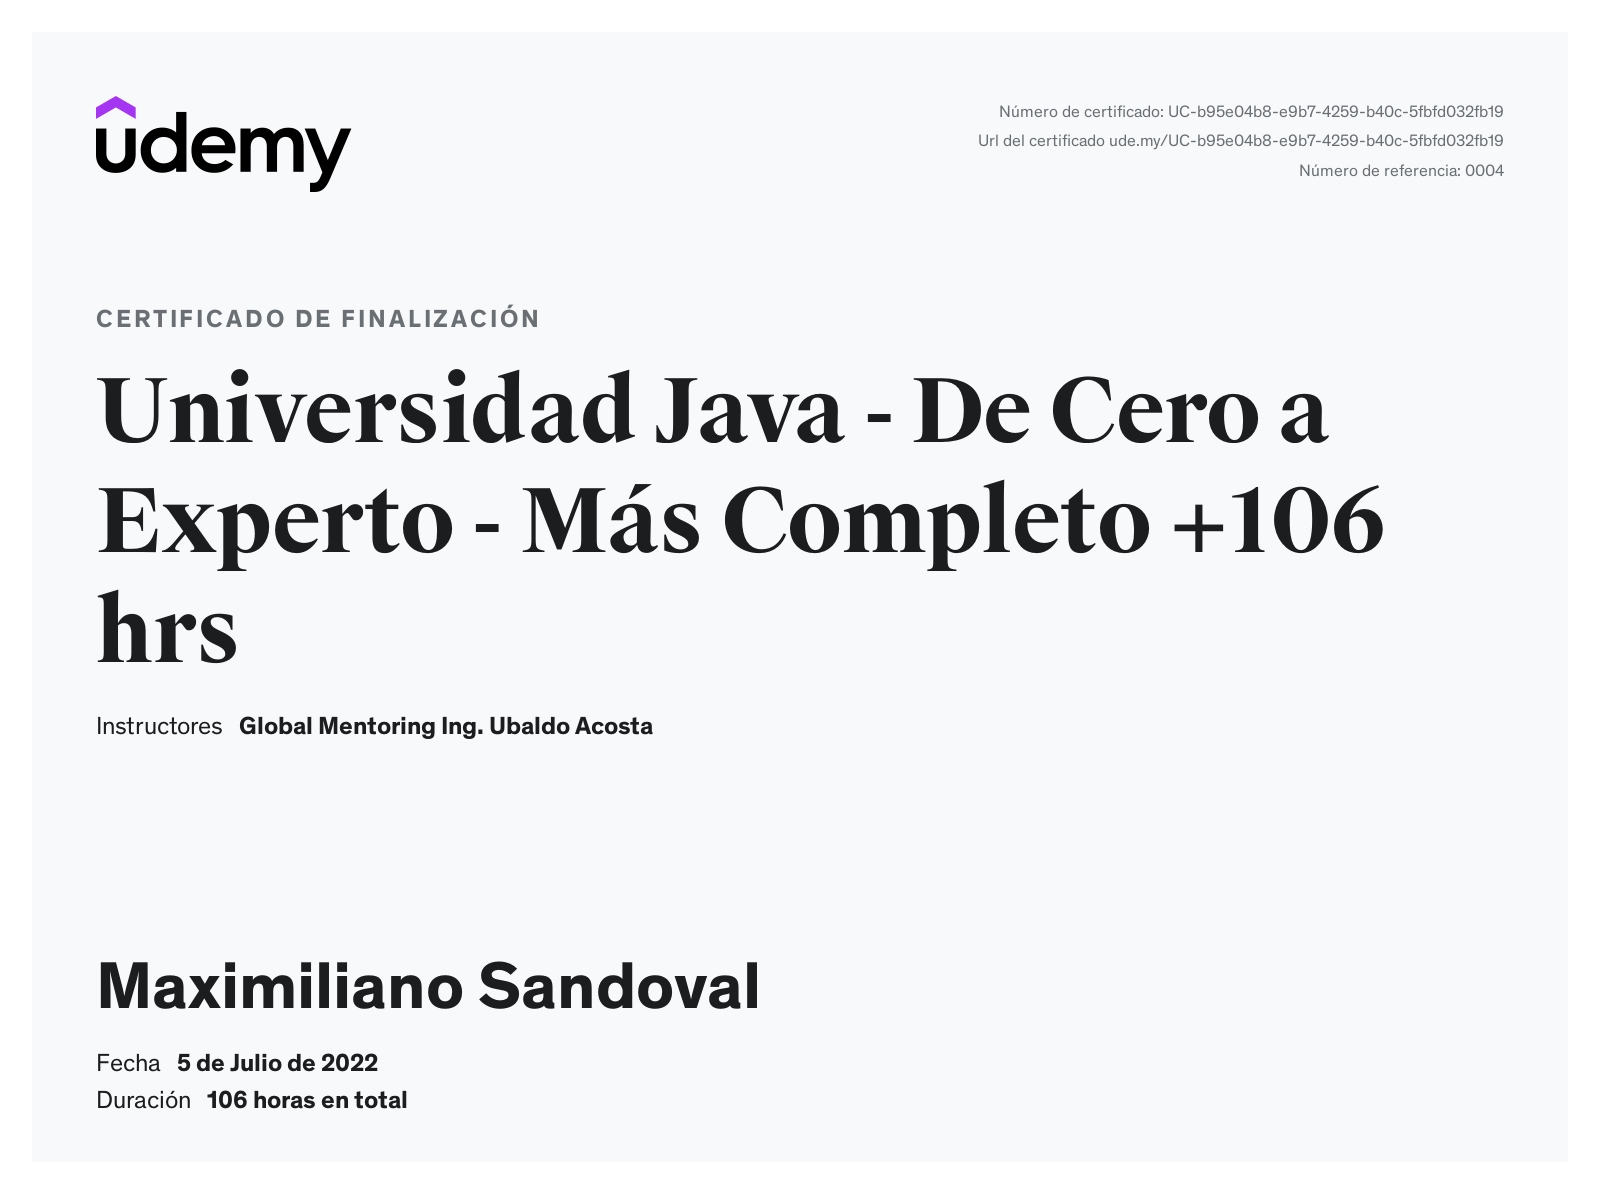 udemy
Número de certificado: UC-b95e04b8-e9b7-4259-b40c-5fbfd032fb19
Url del certificado ude.my/UC-b95e04b8-e9b7-4259-b40c-5fbfd032fb19
Número de referencia: 0004
CERTIFICADO DE FINALIZACIÓN
Universidad Java - De Cero a
Experto - Más Completo +106
hrs
Instructores Global Mentoring Ing. Ubaldo Acosta
Maximiliano Sandoval
Fecha 5 de Julio de 2022
Duración 106 horas en total